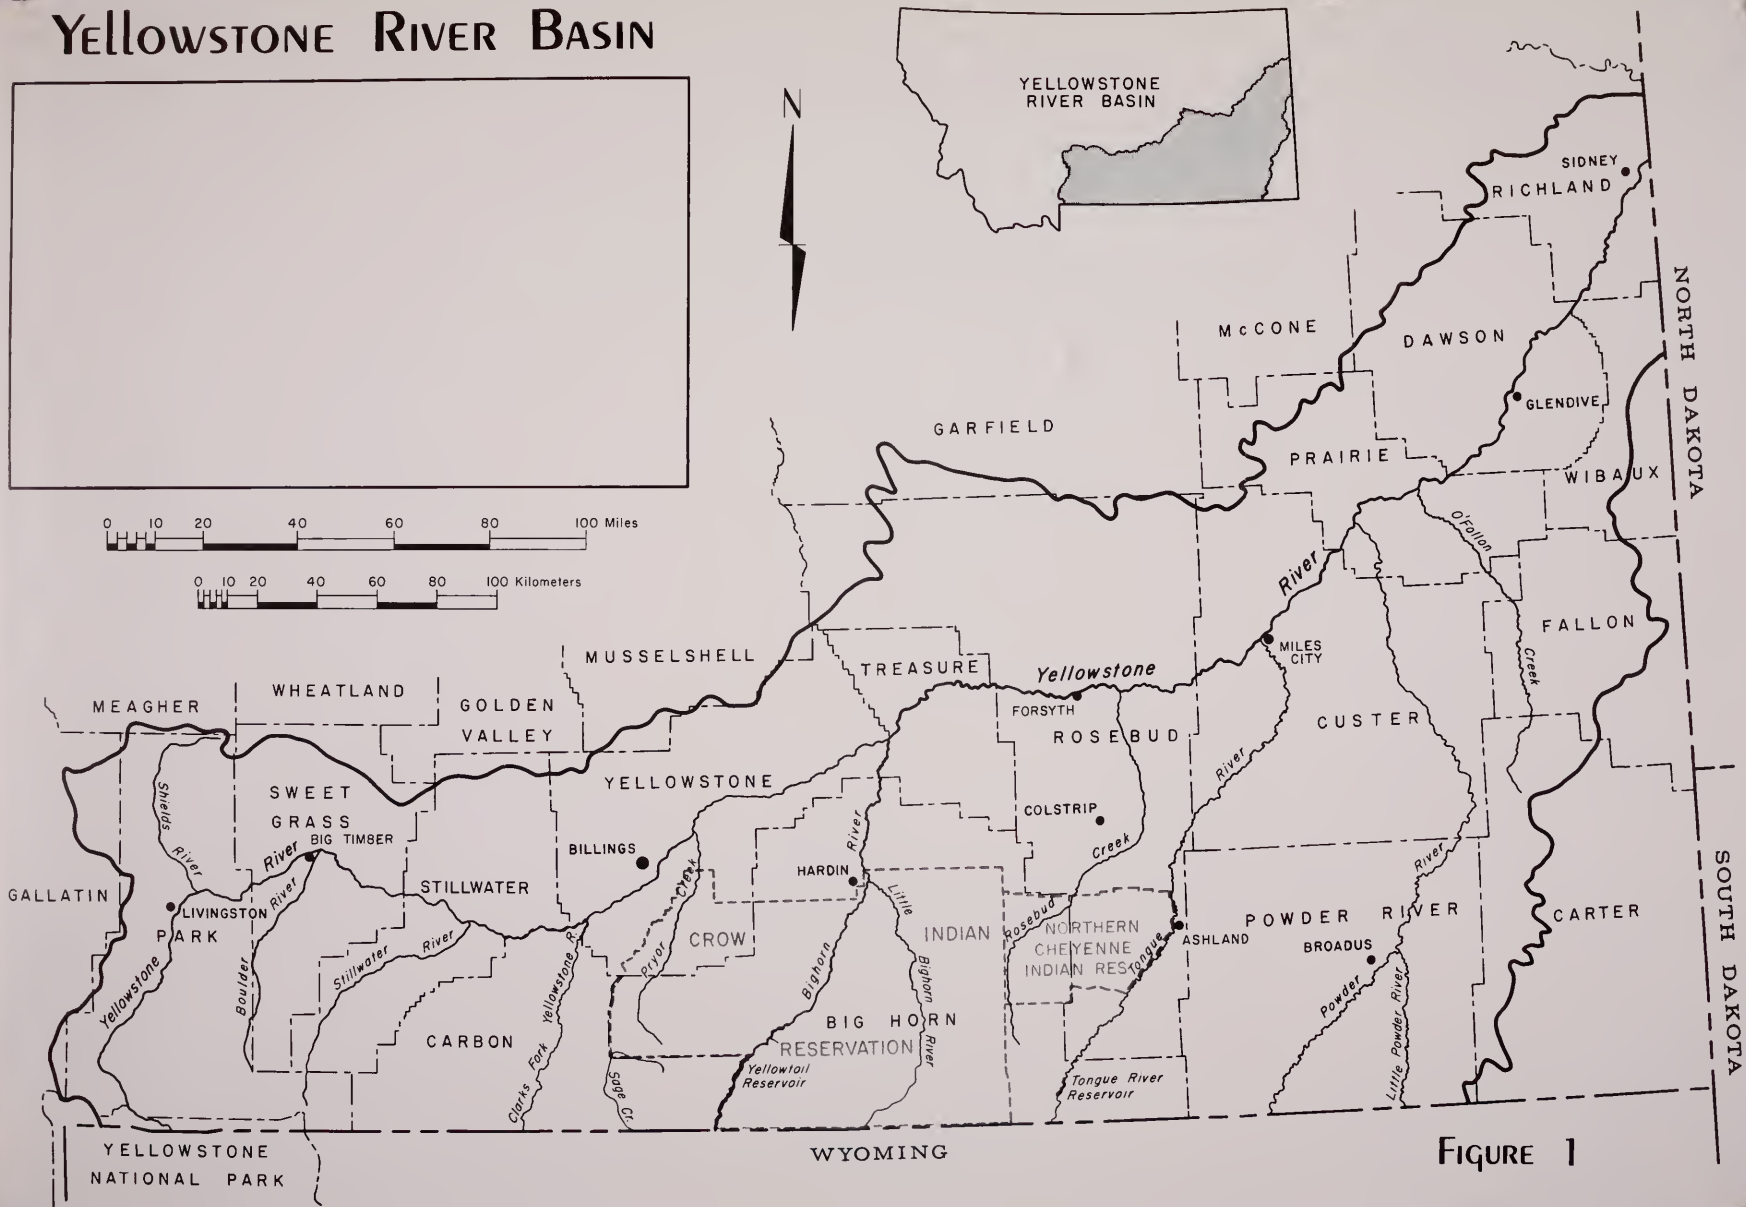 YEllOWSTONE RIVER BASIN
N
YELLOWSTONE
RIVER BASIN
0 10 20 40 60 80 100 Miles
0 10 20 40 60 80 100 Kilometers
SIDNEY
RICHLAND
NORTH DAKOTA
McCONE
DAWSON
GLENDIVE
GARFIELD
PRAIRIE
WIBAUX
O'Fallon
Creek
River
FALLON
MUSSELSHELL
TREASURE
Yellowstone
MILES
CITY
FORSYTH
ROSEBUD
CUSTER
MEAGHER
WHEATLAND
GOLDEN
VALLEY
YELLOWSTONE
Shields
River
SWEET
GRASS
BIG TIMBER
River
River
BILLINGS
STILLWATER
GALLATIN
LIVINGSTON
PARK
Yellowstone
Boulder
Stillwater River
CARBON
Clarks Fork Yellowstone R.
Pryor Creek
CROW
HARDIN
River
Bighorn
Little
Bighorn
River
INDIAN
BIG HORN
RESERVATION
Yellowtail
Reservoir
Sage Cr.
COLSTRIP
Creek
Rosebud
NORTHERN
CHEYENNE
INDIAN RES.
Tongue
River
ASHLAND
Tongue River
Reservoir
POWDER RIVER
BROADUS
River
Powder
Little Powder River
CARTER
SOUTH DAKOTA
YELLOWSTONE
NATIONAL PARK
WYOMING
FIGURE 1